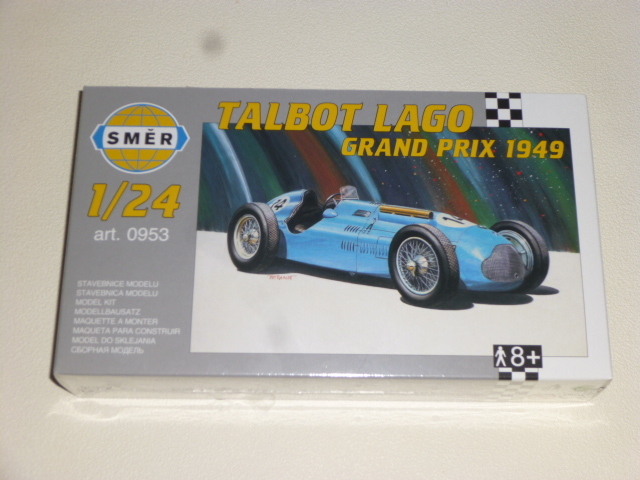 SMĚR
TALBOT LAGO
GRAND PRIX 1949
1/24
art. 0953
STAVEBNICE MODELU
STAVEBNICA MODELU
MODEL KIT
MODELLBAUSATZ
MAQUETTE A MONTER
MAQUETA PARA CONSTRUIR
MODEL DO SKLEJANIA
СБОРНАЯ МОДЕЛЬ
8+